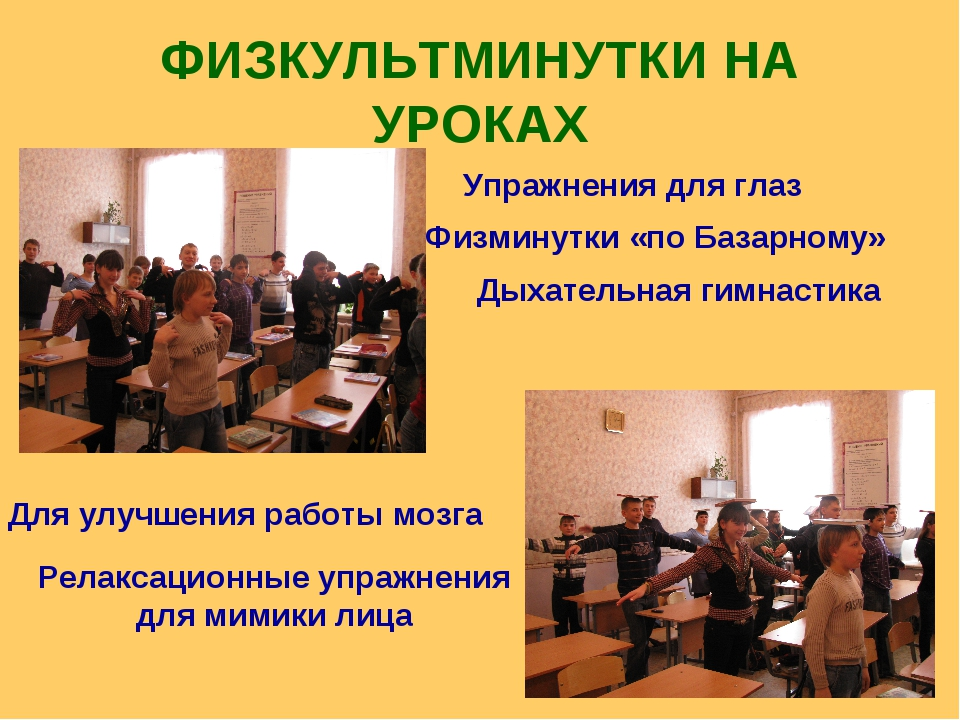 ФИЗКУЛЬТМИНУТКИ НА
УРОКАХ
Упражнения для глаз
Физминутки «по Базарному»
Дыхательная гимнастика
Для улучшения работы мозга
Релаксационные упражнения
для мимики лица